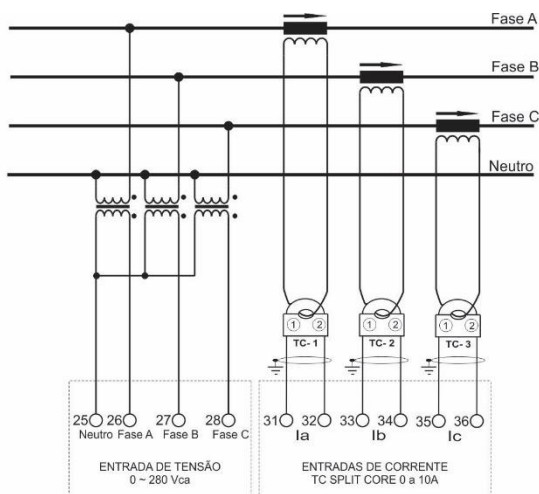 Fase A
Fase B
Fase C
Neutro
1 2 1 2 1 2
TC- 1 TC- 2 TC- 3
25 26 27 28 31 32 33 34 35 36
Neutro Fase A Fase B Fase C Ia Ib Ic
ENTRADA DE TENSÃO
0 ~ 280 Vca
ENTRADAS DE CORRENTE
TC SPLIT CORE 0 a 10A